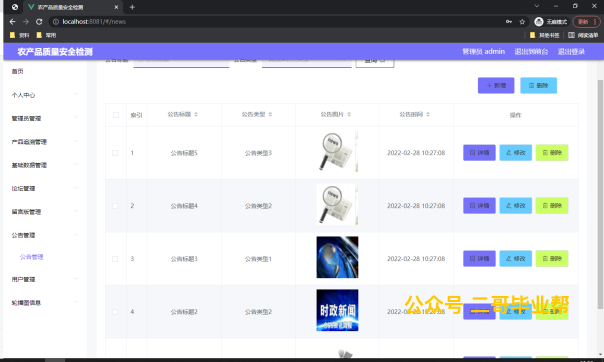 农产品质量安全检测
localhost:8081/#/news
无痕模式
更新
资料
常用
其他书签
阅读清单
农产品质量安全检测
管理员 admin
退出到前台
退出登录
首页
个人中心
管理员管理
产品检测管理
基础数据管理
论坛管理
留言板管理
公告管理
公告管理
用户管理
轮播图信息
+ 新增
删除
索引
公告标题
公告类型
公告图片
公告时间
操作
1
公告标题5
公告类型3
news
2022-02-28 10:27:08
详情
修改
删除
2
公告标题4
公告类型2
news
2022-02-28 10:27:08
详情
修改
删除
3
公告标题3
公告类型1
2022-02-28 10:27:08
详情
修改
删除
4
公告标题2
公告类型2
时政新闻
2022-02-28 10:27:08
详情
修改
删除
公众号 二哥毕业帮